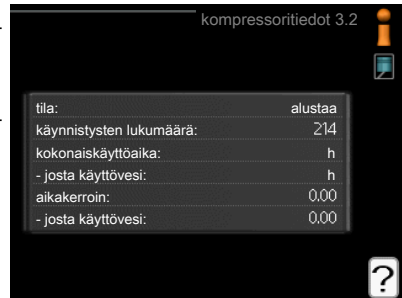 kompressoritiedot 3.2
tila: alustaa
käynnistysten lukumäärä: 214
kokonaiskäyttöaika: h
- josta käyttövesi: h
aikakerroin: 0.00
- josta käyttövesi: 0.00
?